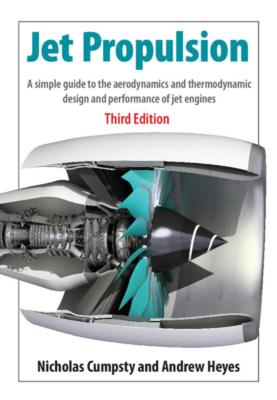 Jet Propulsion
A simple guide to the aerodynamics and thermodynamic
design and performance of jet engines
Third Edition
Nicholas Cumpsty and Andrew Heyes